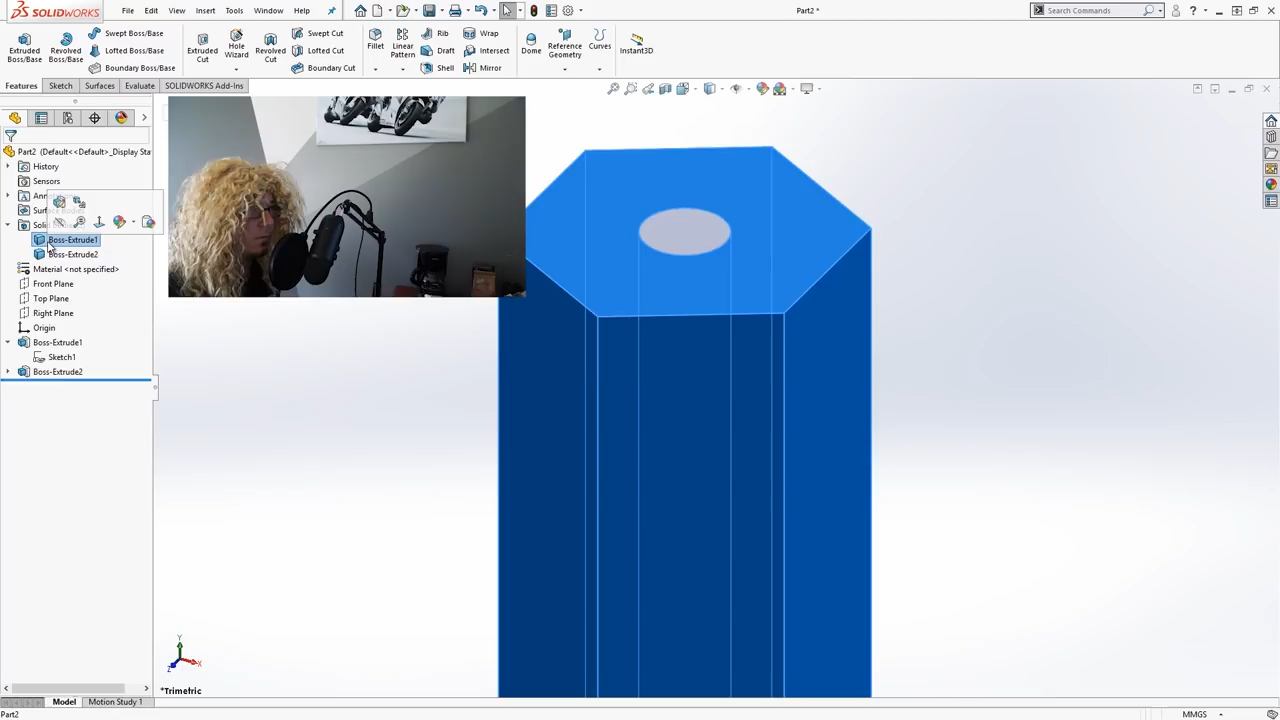 SOLIDWORKS
File Edit View Insert Tools Window Help
Part2 *
Search Commands
Extruded Boss/Base
Revolved Boss/Base
Swept Boss/Base
Lofted Boss/Base
Boundary Boss/Base
Extruded Cut
Hole Wizard
Revolved Cut
Swept Cut
Lofted Cut
Boundary Cut
Fillet
Linear Pattern
Rib
Draft
Shell
Wrap
Intersect
Mirror
Dome
Reference Geometry
Curves
Instant3D
Features Sketch Surfaces Evaluate SOLIDWORKS Add-Ins
Part2 (Default<<Default>_Display Sta
History
Sensors
Ann
Surf
Solid
Boss-Extrude1
Boss-Extrude2
Material <not specified>
Front Plane
Top Plane
Right Plane
Origin
Boss-Extrude1
Sketch1
Boss-Extrude2
Y
X
Z
*Trimetric
Model Motion Study 1
Part2
MMGS